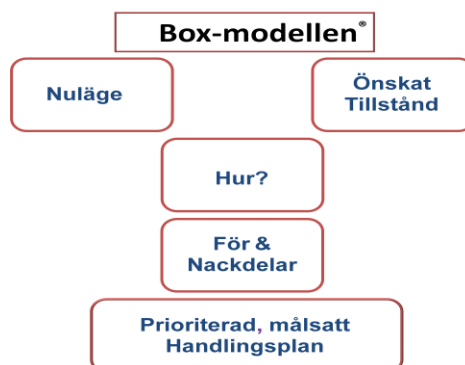 Box-modellen®
Nuläge
Önskat
Tillstånd
Hur?
För &
Nackdelar
Prioriterad, målsatt
Handlingsplan